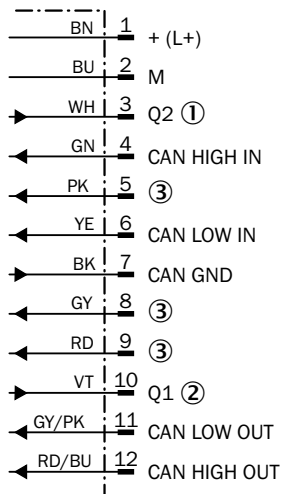 BN 1 + (L+)
BU 2 M
WH 3 Q2 ①
GN 4 CAN HIGH IN
PK 5 ③
YE 6 CAN LOW IN
BK 7 CAN GND
GY 8 ③
RD 9 ③
VT 10 Q1 ②
GY/PK 11 CAN LOW OUT
RD/BU 12 CAN HIGH OUT